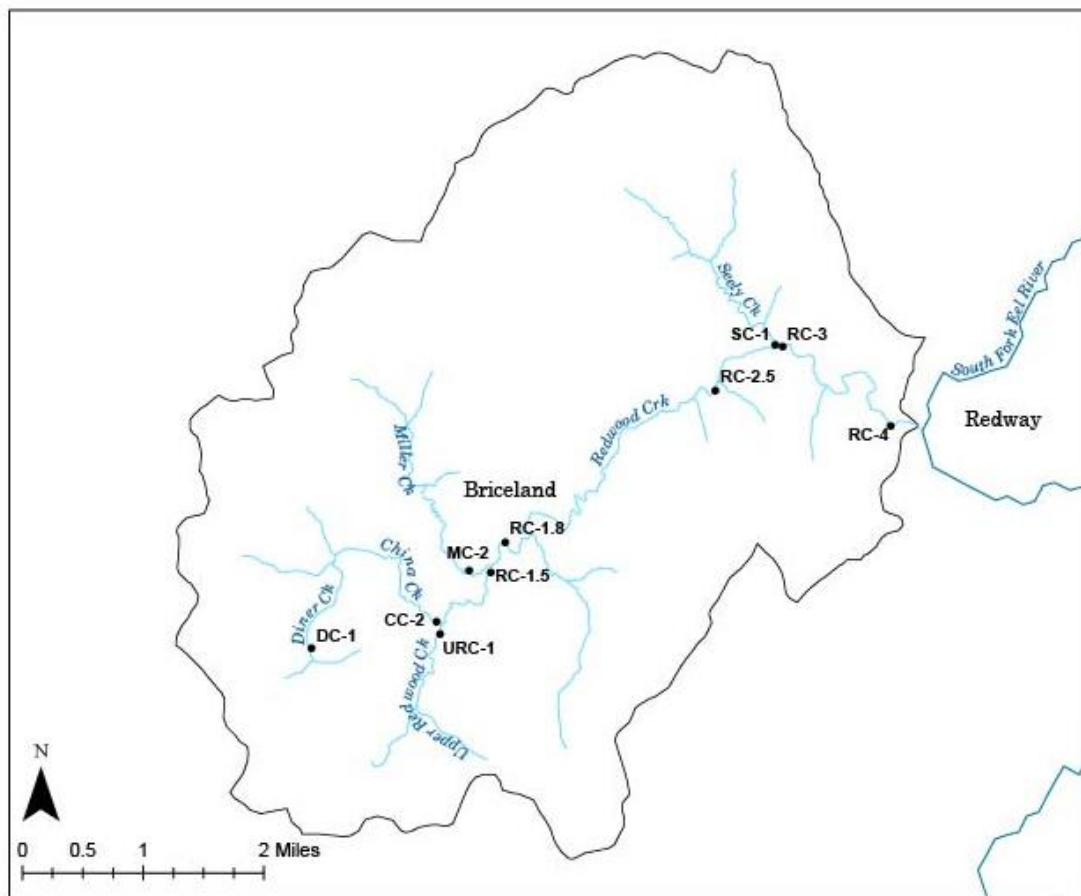 Seely Ck
South Fork Eel River
SC-1
RC-3
RC-2.5
Redwood Crk
RC-4
Redway
Miller Ck
Briceland
RC-1.8
MC-2
RC-1.5
China Ck
Diner Ck
CC-2
DC-1
URC-1
Upper Redwood Ck
N
0 0.5 1 2 Miles